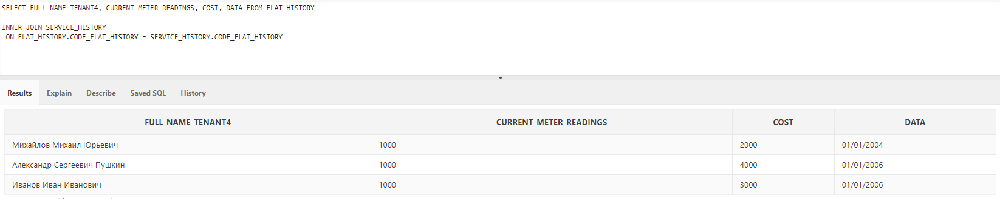 SELECT FULL_NAME_TENANT4, CURRENT_METER_READINGS, COST, DATA FROM FLAT_HISTORY
INNER JOIN SERVICE_HISTORY
ON FLAT_HISTORY.CODE_FLAT_HISTORY = SERVICE_HISTORY.CODE_FLAT_HISTORY
Results Explain Describe Saved SQL History
FULL_NAME_TENANT4 CURRENT_METER_READINGS COST DATA
Михайлов Михаил Юрьевич 1000 2000 01/01/2004
Александр Сергеевич Пушкин 1000 4000 01/01/2006
Иванов Иван Иванович 1000 3000 01/01/2006